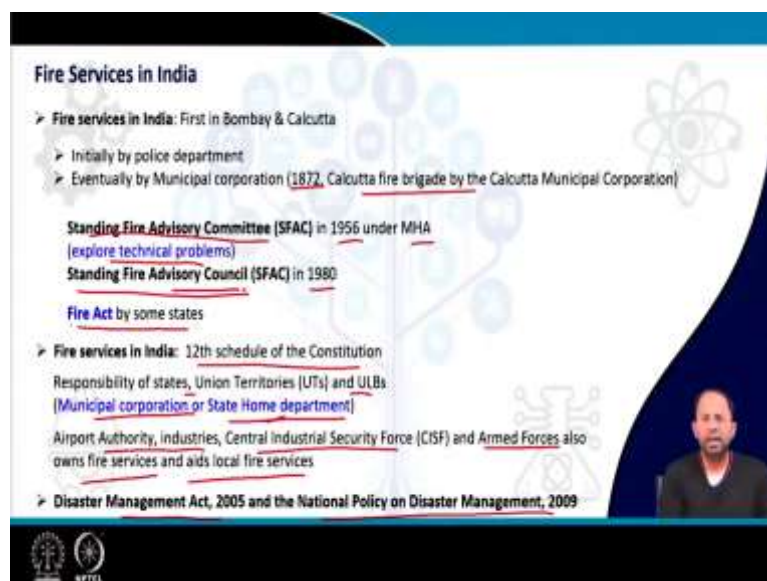 Fire Services in India
➤ Fire services in India: First in Bombay & Calcutta
➤ Initially by police department
➤ Eventually by Municipal corporation (1872, Calcutta fire brigade by the Calcutta Municipal Corporation)
Standing Fire Advisory Committee (SFAC) in 1956 under MHA
(explore technical problems)
Standing Fire Advisory Council (SFAC) in 1980
Fire Act by some states
➤ Fire services in India: 12th schedule of the Constitution
Responsibility of states, Union Territories (UTs) and ULBs
(Municipal corporation or State Home department)
Airport Authority, industries, Central Industrial Security Force (CISF) and Armed Forces also
owns fire services and aids local fire services
➤ Disaster Management Act, 2005 and the National Policy on Disaster Management, 2009
NPTEL